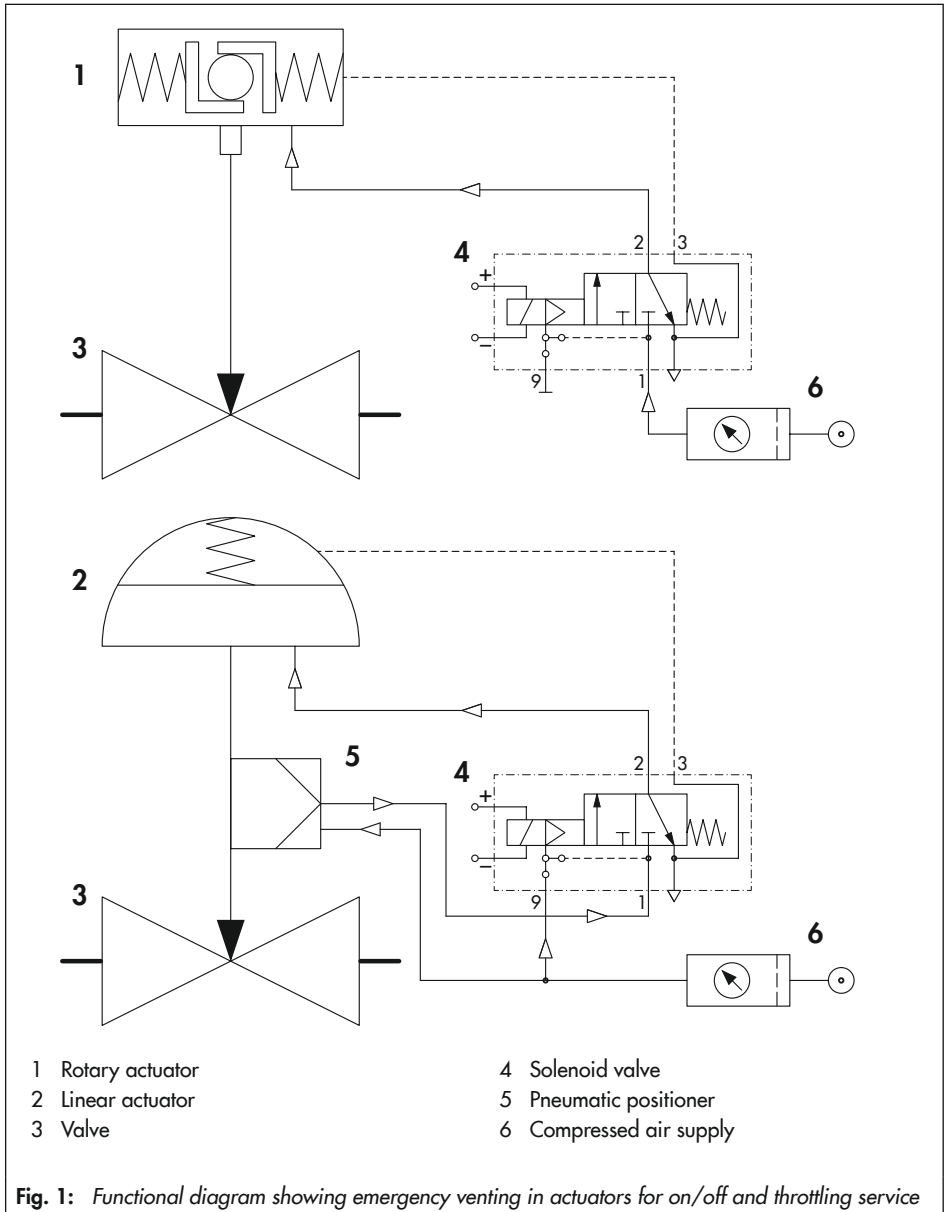 1
2 3
4
+
−
3
9 1
6
2
5
2 3
4
+
−
3
9 1
6
1 Rotary actuator
2 Linear actuator
3 Valve
4 Solenoid valve
5 Pneumatic positioner
6 Compressed air supply
Fig. 1: Functional diagram showing emergency venting in actuators for on/off and throttling service